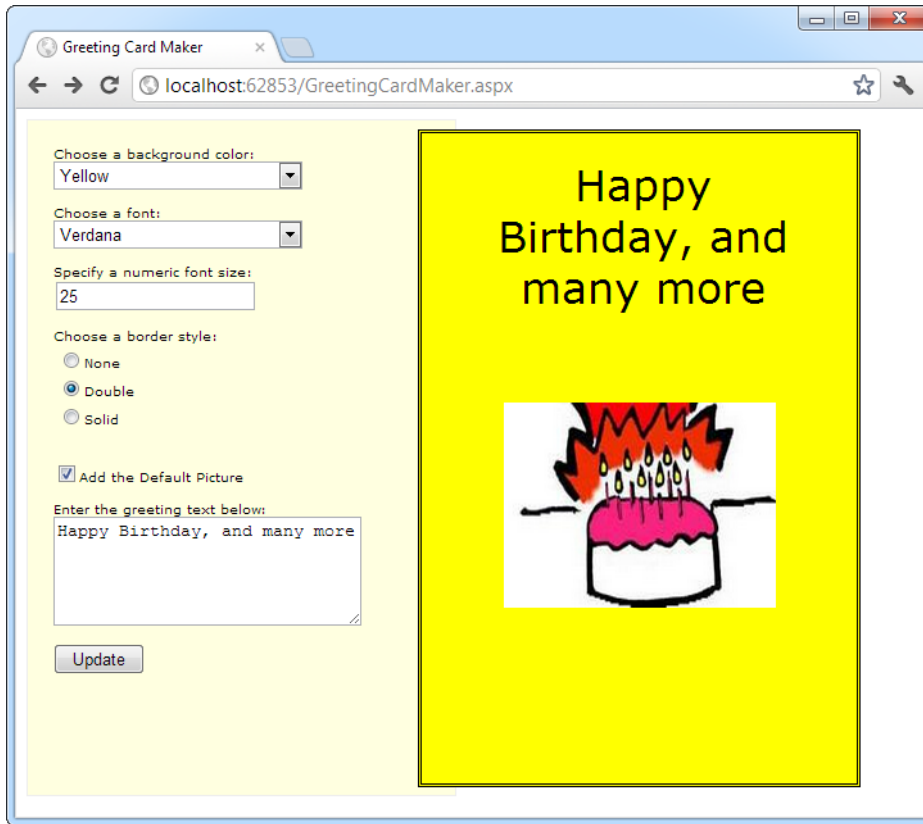 Greeting Card Maker
localhost:62853/GreetingCardMaker.aspx
Choose a background color:
Yellow
Choose a font:
Verdana
Specify a numeric font size:
25
Choose a border style:
None
Double
Solid
Add the Default Picture
Enter the greeting text below:
Happy Birthday, and many more
Update
Happy
Birthday, and
many more